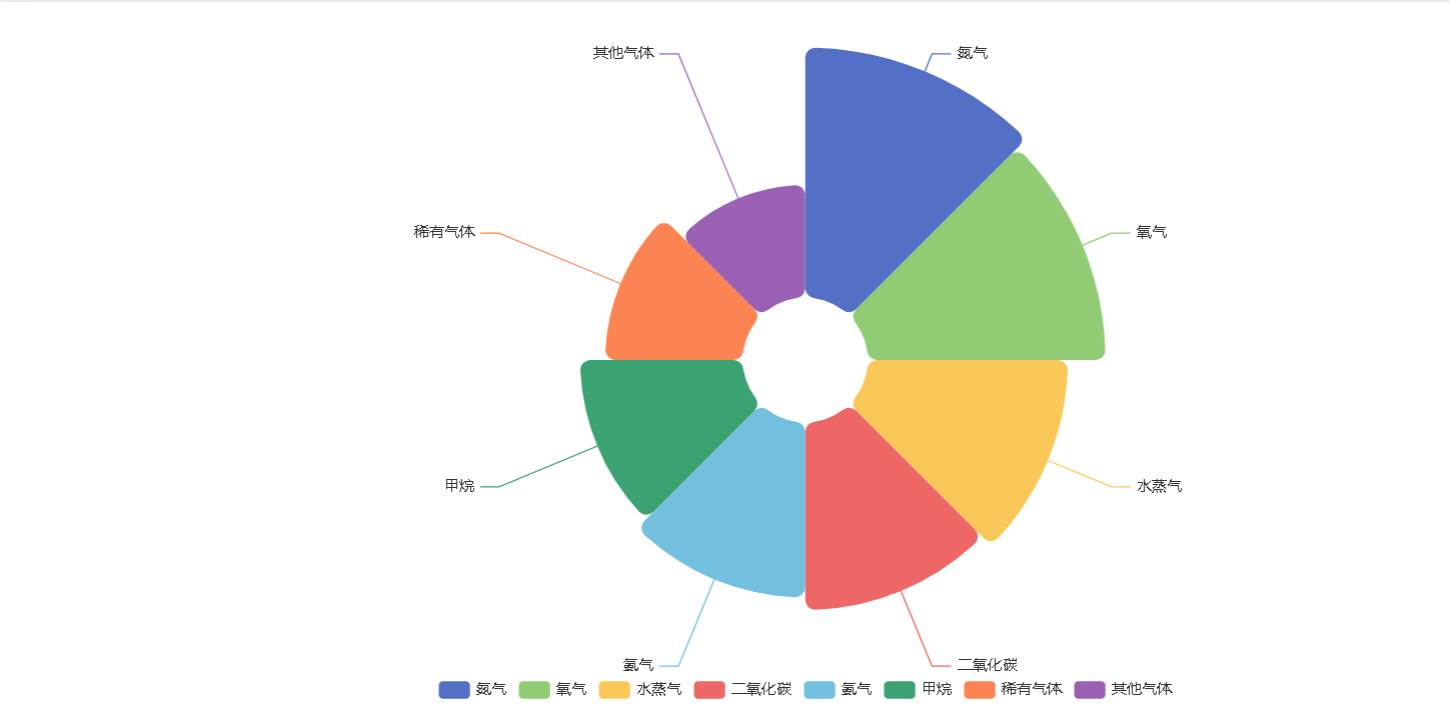 其他气体
氮气
稀有气体
氧气
甲烷
水蒸气
氢气
二氧化碳
氮气 氧气 水蒸气 二氧化碳 氢气 甲烷 稀有气体 其他气体